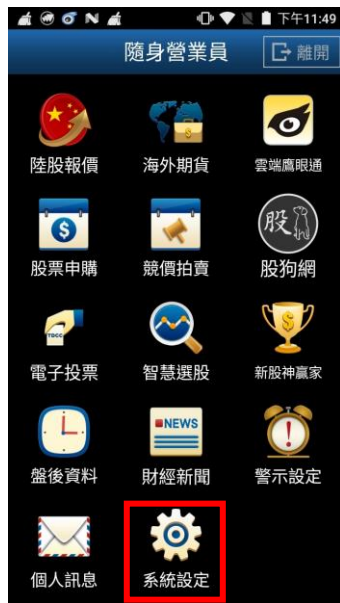 下午11:49
隨身營業員
離開
陸股報價
海外期貨
雲端鷹眼通
股
股票申購
競價拍賣
股狗網
TDCC
電子投票
智慧選股
新股神贏家
NEWS
盤後資料
財經新聞
警示設定
個人訊息
系統設定